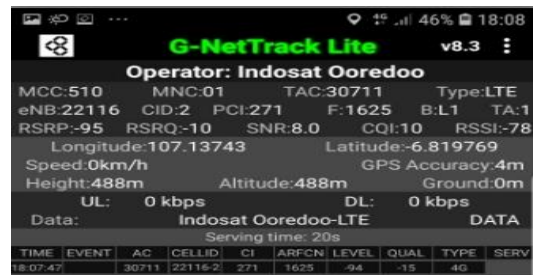 46% 18:08
G-NetTrack Lite v8.3
Operator: Indosat Ooredoo
MCC:510 MNC:01 TAC:30711 Type:LTE
eNB:22116 CID:2 PCI:271 F:1625 B:L1 TA:1
RSRP:-95 RSRQ:-10 SNR:8.0 CQI:10 RSSI:-78
Longitude:107.13743 Latitude:-6.819769
Speed:0km/h GPS Accuracy:4m
Height:488m Altitude:488m Ground:0m
UL: 0 kbps DL: 0 kbps
Data: Indosat Ooredoo-LTE DATA
Serving time: 20s
TIME EVENT AC CELLID CI ARFCN LEVEL QUAL TYPE SERV
18:07:47 30711 22116-2 271 1625 -94 -15 4G